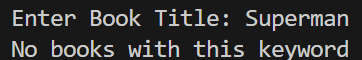 Enter Book Title: Superman
No books with this keyword